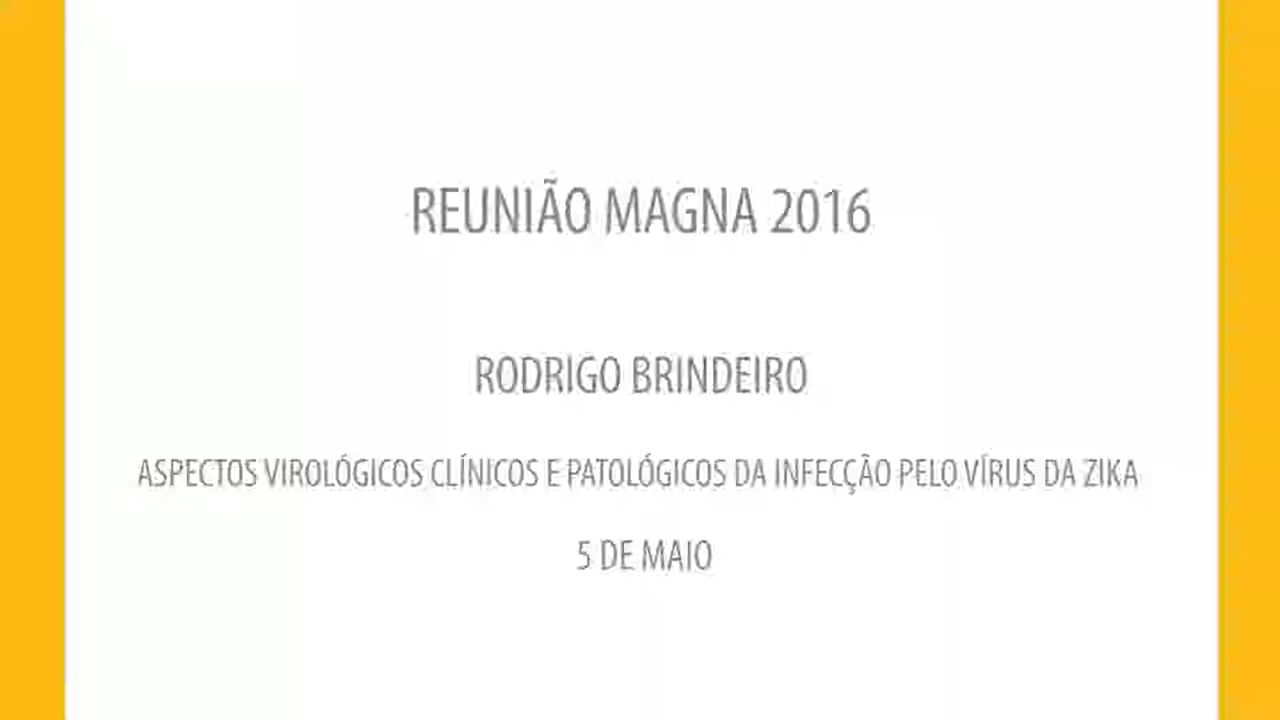 REUNIÃO MAGNA 2016
RODRIGO BRINDEIRO
ASPECTOS VIROLÓGICOS CLÍNICOS E PATOLÓGICOS DA INFECÇÃO PELO VÍRUS DA ZIKA
5 DE MAIO